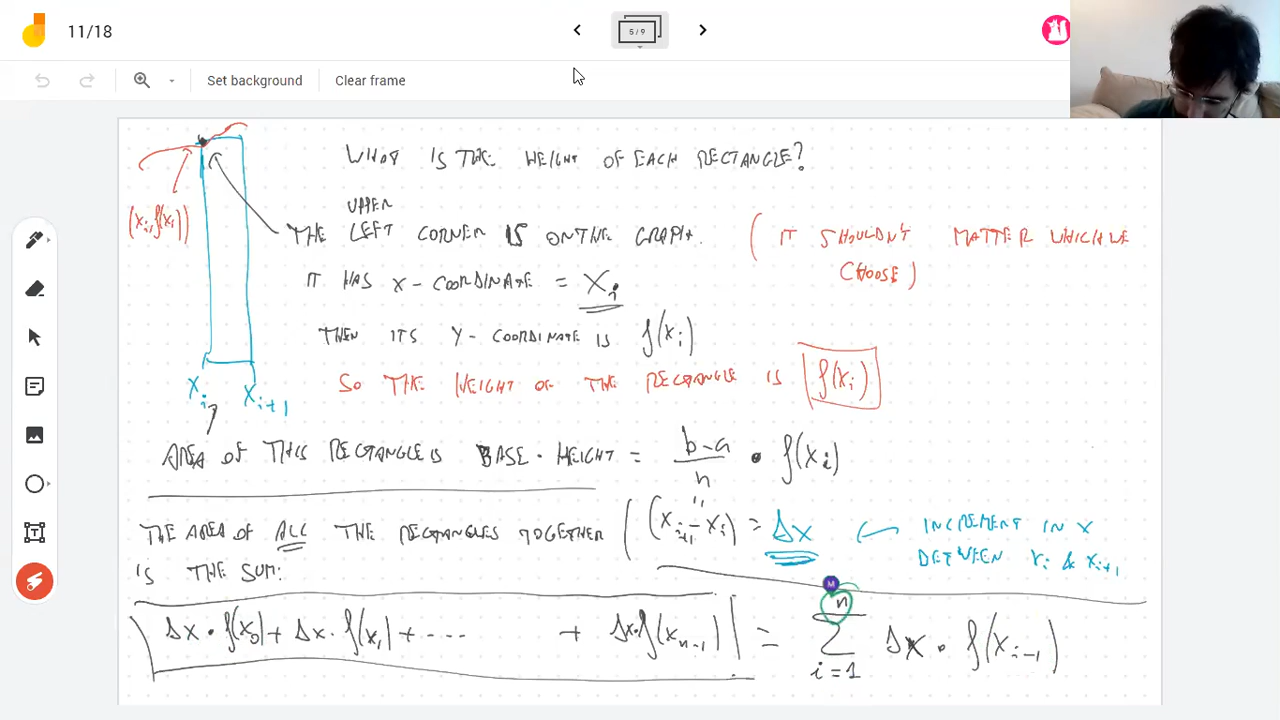 11/18
5/9
Set background
Clear frame
WHAT IS THE HEIGHT OF EACH RECTANGLE?
(xᵢ, f(xᵢ))
UPPER
THE LEFT CORNER IS ON THE GRAPH.
(IT SHOULDN'T MATTER WHICH WE
CHOOSE)
IT HAS X-COORDINATE = xᵢ
THEN ITS Y-COORDINATE IS f(xᵢ)
SO THE HEIGHT OF THE RECTANGLE IS f(xᵢ)
xᵢ xᵢ₊₁
AREA OF THIS RECTANGLE IS BASE · HEIGHT = (b-a)/n · f(xᵢ)
"
THE AREA OF ALL THE RECTANGLES TOGETHER
IS THE SUM:
(xᵢ₊₁ - xᵢ) = Δx ← INCREMENT IN X
BETWEEN xᵢ & xᵢ₊₁
M
Δx · f(x₀) + Δx · f(x₁) + ···· + Δx · f(xₙ₋₁) = n Σ i=1 Δx · f(xᵢ₋₁)